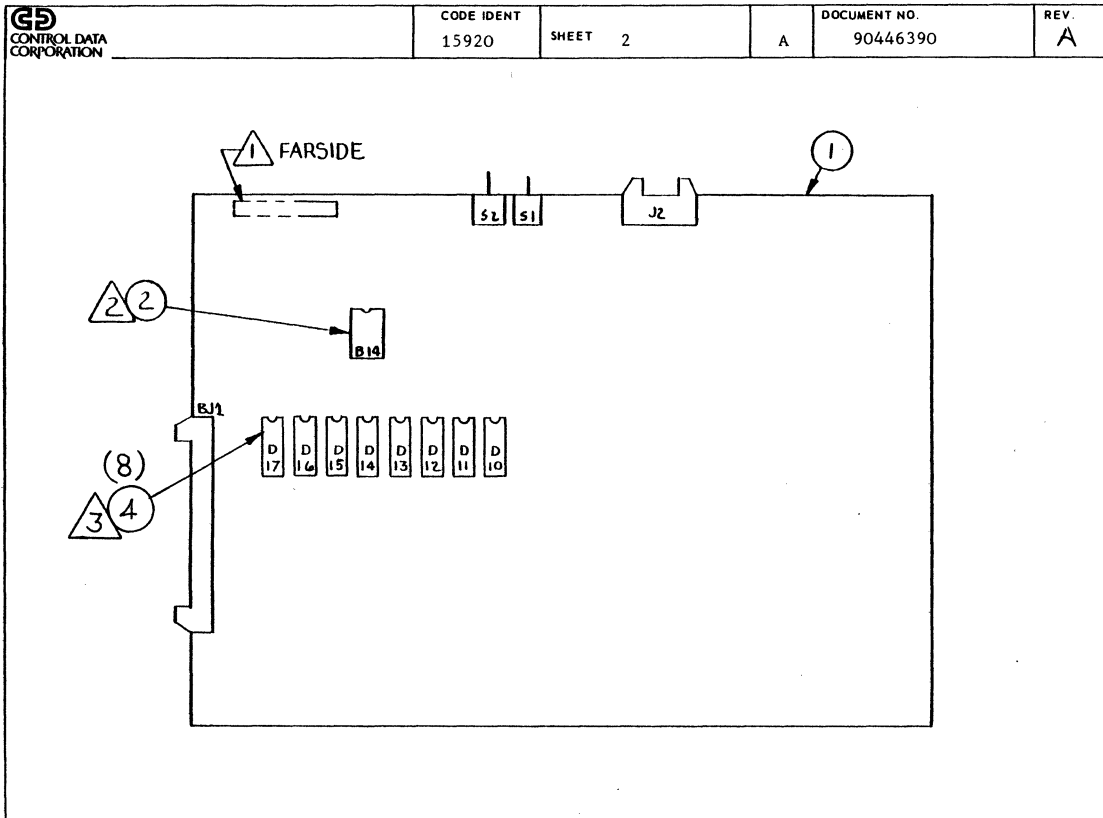 CONTROL DATA
CORPORATION
CODE IDENT
15920
SHEET 2
A
DOCUMENT NO.
90446390
REV.
A
1 FARSIDE
1
S2
S1
J2
2 2
B14
BJ1
(8)
3 4
D
17
D
16
D
15
D
14
D
13
D
12
D
11
D
10